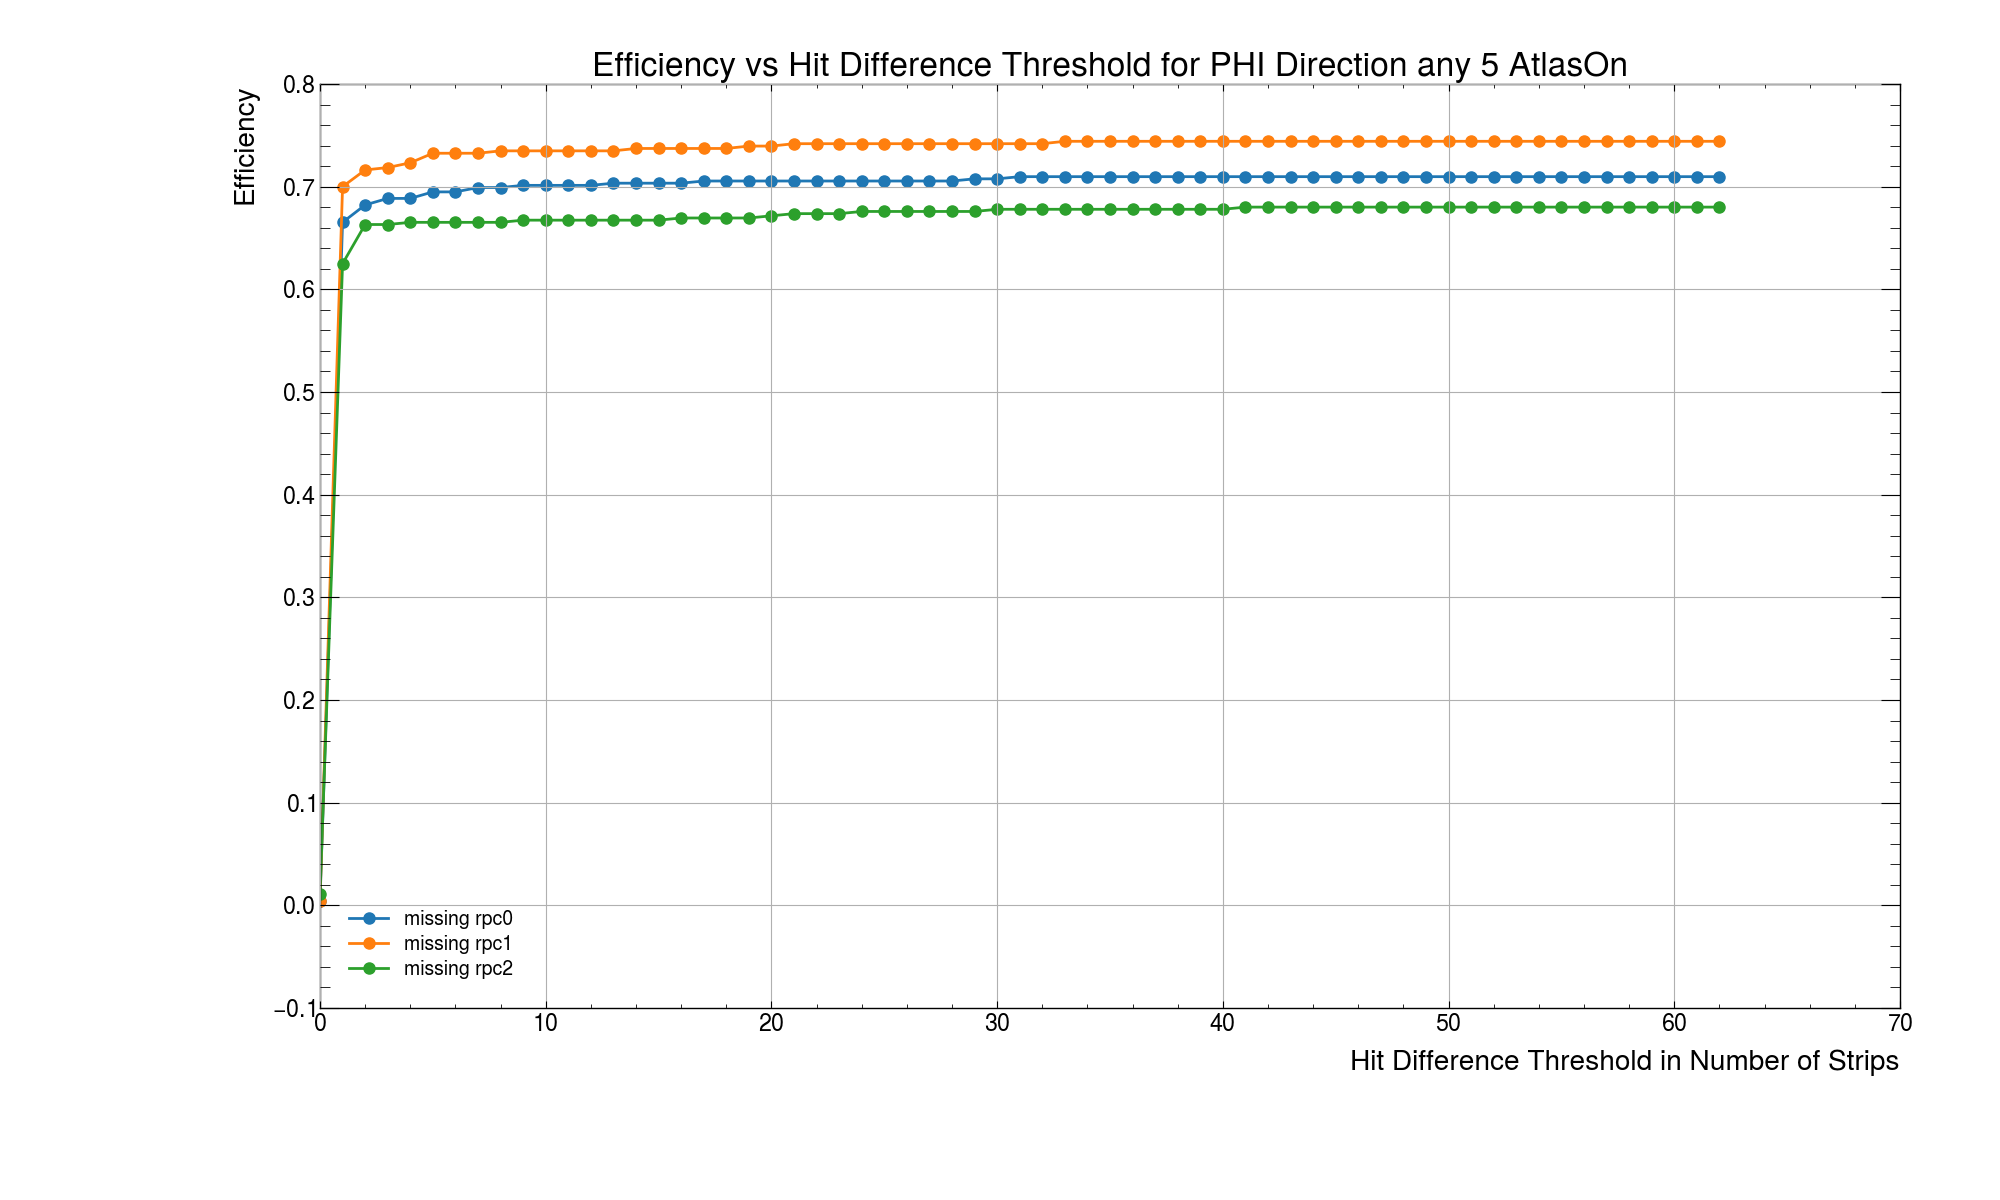 Efficiency vs Hit Difference Threshold for PHI Direction any 5 AtlasOn
Efficiency
0.8
0.7
0.6
0.5
0.4
0.3
0.2
0.1
0.0
−0.1
missing rpc0
missing rpc1
missing rpc2
0 10 20 30 40 50 60 70
Hit Difference Threshold in Number of Strips